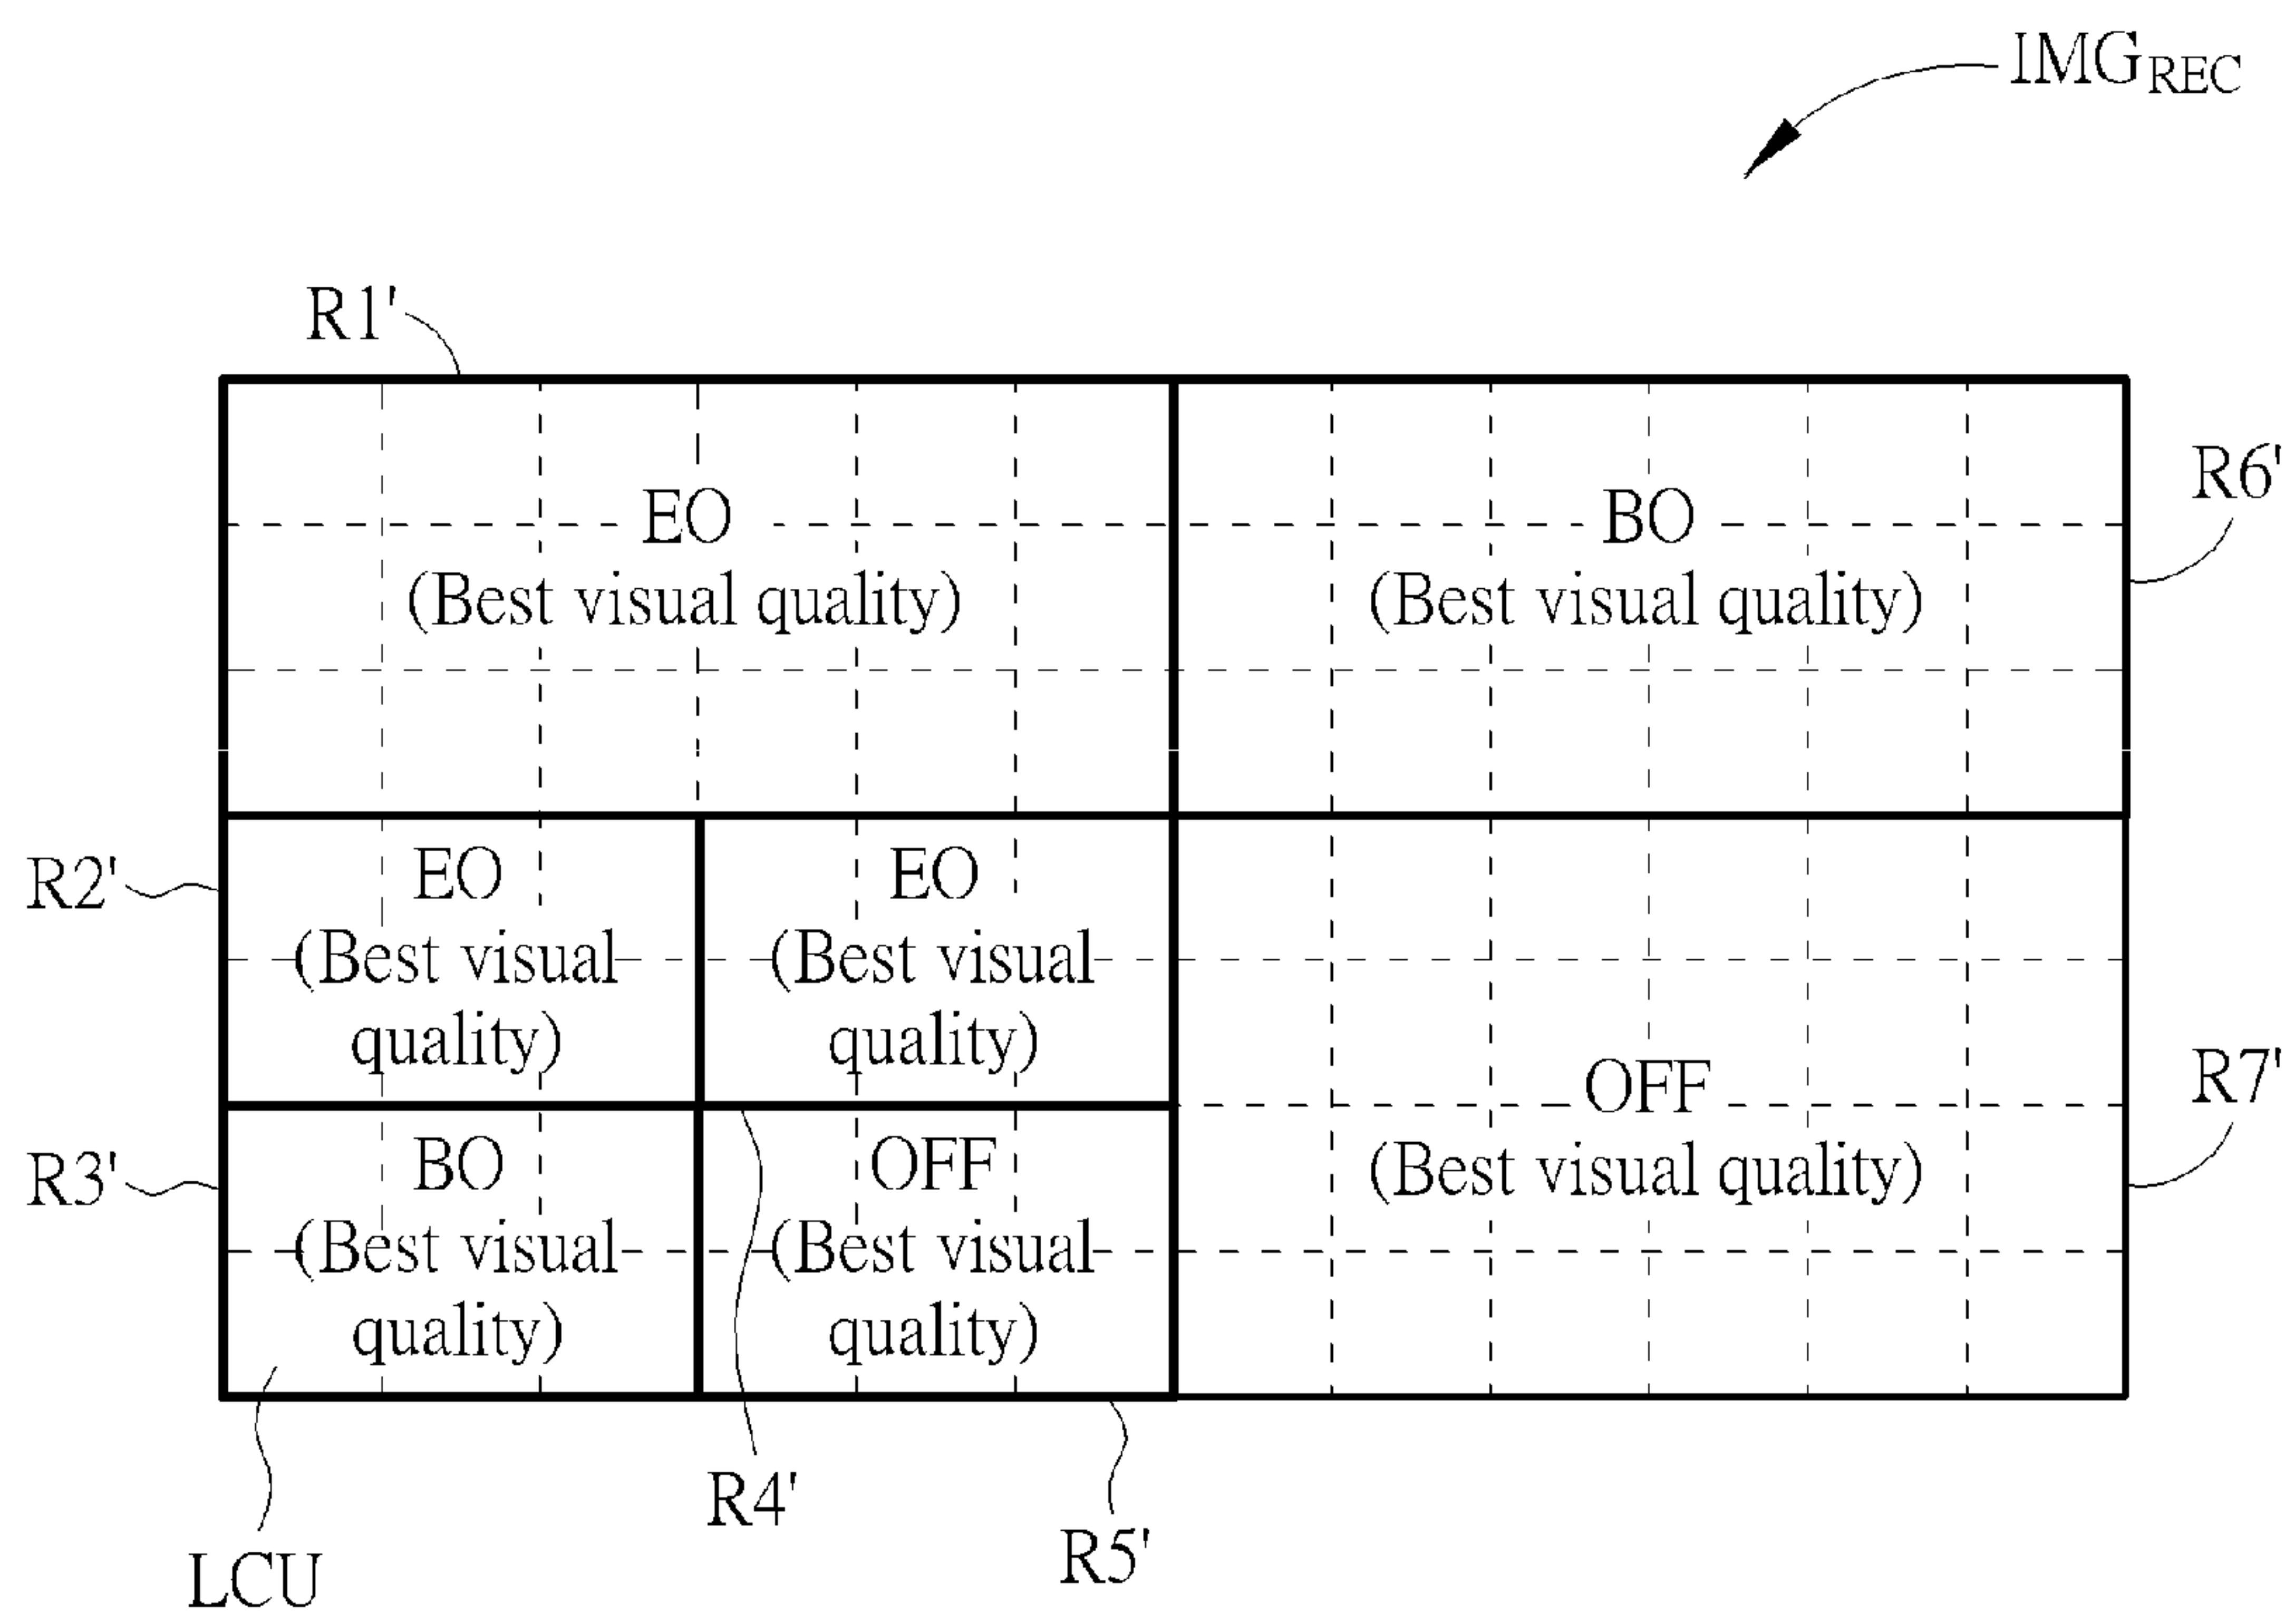 IMGREC
R1'
EO
(Best visual quality)
BO
(Best visual quality)
R6'
R2'
EO
(Best visual
quality)
EO
(Best visual
quality)
R3'
BO
(Best visual
quality)
OFF
(Best visual
quality)
OFF
(Best visual quality)
R7'
LCU
R4'
R5'